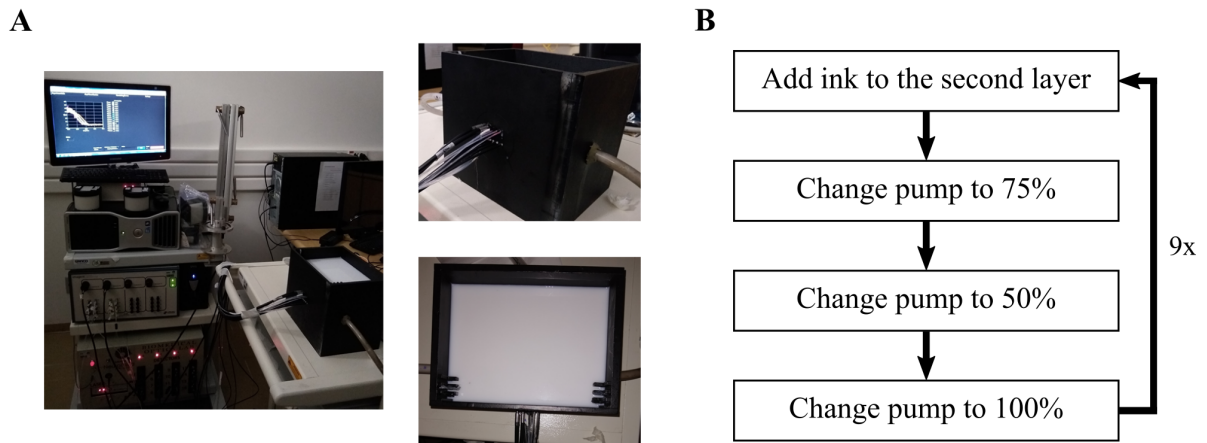 A
B
Add ink to the second layer
Change pump to 75%
Change pump to 50%
9x
Change pump to 100%